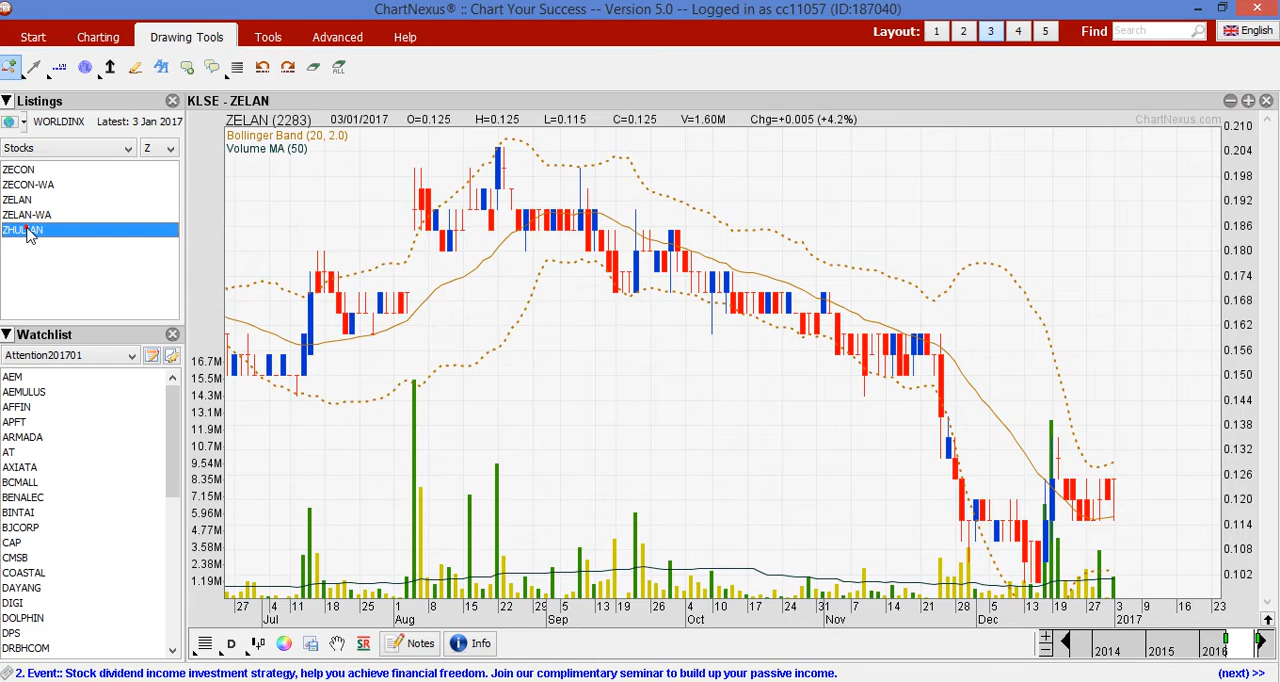 ChartNexus® :: Chart Your Success -- Version 5.0 -- Logged in as cc11057 (ID:187040)
Start Charting Drawing Tools Tools Advanced Help Layout: 1 2 3 4 5 Find Search English
ALL
Listings
WORLDINX Latest: 3 Jan 2017
Stocks Z
ZECON
ZECON-WA
ZELAN
ZELAN-WA
Watchlist
Attention201701
AEM
AEMULUS
AFFIN
APFT
ARMADA
AT
AXIATA
BCMALL
BENALEC
BINTAI
BJCORP
CAP
CMSB
COASTAL
DAYANG
DIGI
DOLPHIN
DPS
DRBHCOM
KLSE - ZELAN
ZELAN (2283) 03/01/2017 O=0.125 H=0.125 L=0.115 C=0.125 V=1.60M Chg=+0.005 (+4.2%) ChartNexus.com
Bollinger Band (20, 2.0)
Volume MA (50)
0.210
0.204
0.198
0.192
0.186
0.180
0.174
0.168
0.162
0.156
0.150
0.144
0.138
0.132
0.126
0.120
0.114
0.108
0.102
16.7M
15.5M
14.3M
13.1M
11.9M
10.7M
9.54M
8.35M
7.15M
5.96M
4.77M
3.58M
2.38M
1.19M
27 4 11 18 25 1 8 15 22 29 5 13 19 27 4 10 17 24 31 7 14 21 28 5 13 19 27 3 9 16 23
Jul Aug Sep Oct Nov Dec 2017
D SR Notes Info 2014 2015 2016
2. Event:: Stock dividend income investment strategy, help you achieve financial freedom. Join our complimentary seminar to build up your passive income. (next) >>